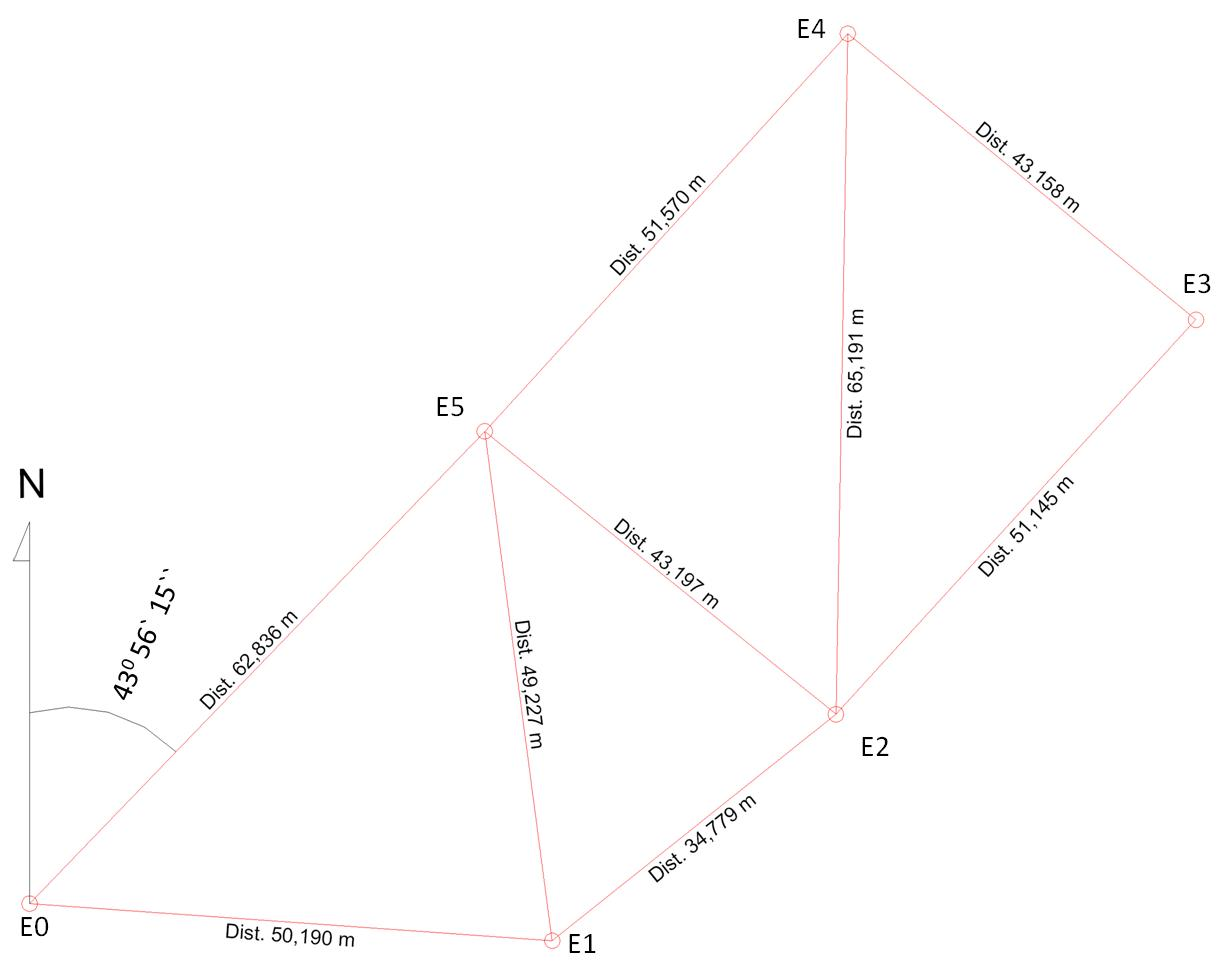 E4
Dist. 43,158 m
Dist. 51,570 m
E3
Dist. 65,191 m
E5
N
Dist. 51,145 m
Dist. 43,197 m
43⁰ 56` 15``
Dist. 62,836 m
Dist. 49,227 m
E2
Dist. 34,779 m
E0
Dist. 50,190 m
E1